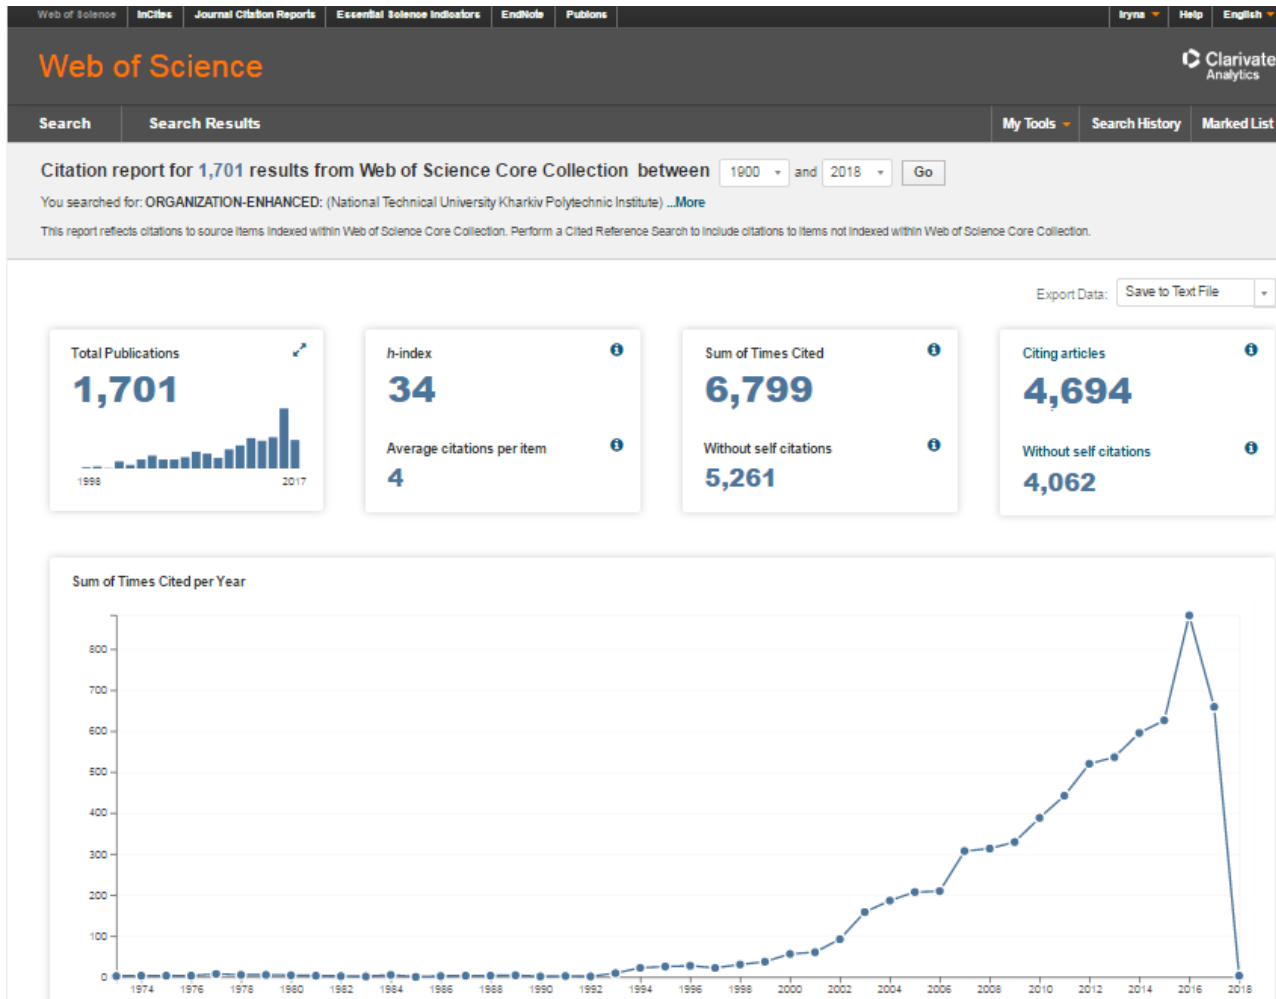 Web of Science InCites Journal Citation Reports Essential Science Indicators EndNote Publons Iryna Help English
Web of Science
Clarivate
Analytics
Search Search Results My Tools Search History Marked List
Citation report for 1,701 results from Web of Science Core Collection between 1900 and 2018 Go
You searched for: ORGANIZATION-ENHANCED: (National Technical University Kharkiv Polytechnic Institute) ...More
This report reflects citations to source items indexed within Web of Science Core Collection. Perform a Cited Reference Search to include citations to items not indexed within Web of Science Core Collection.
Export Data: Save to Text File
Total Publications
1,701
1998 2017
h-index
34
Average citations per item
4
Sum of Times Cited
6,799
Without self citations
5,261
Citing articles
4,694
Without self citations
4,062
Sum of Times Cited per Year
800
700
600
500
400
300
200
100
0
1974 1976 1978 1980 1982 1984 1986 1988 1990 1992 1994 1996 1998 2000 2002 2004 2006 2008 2010 2012 2014 2016 2018